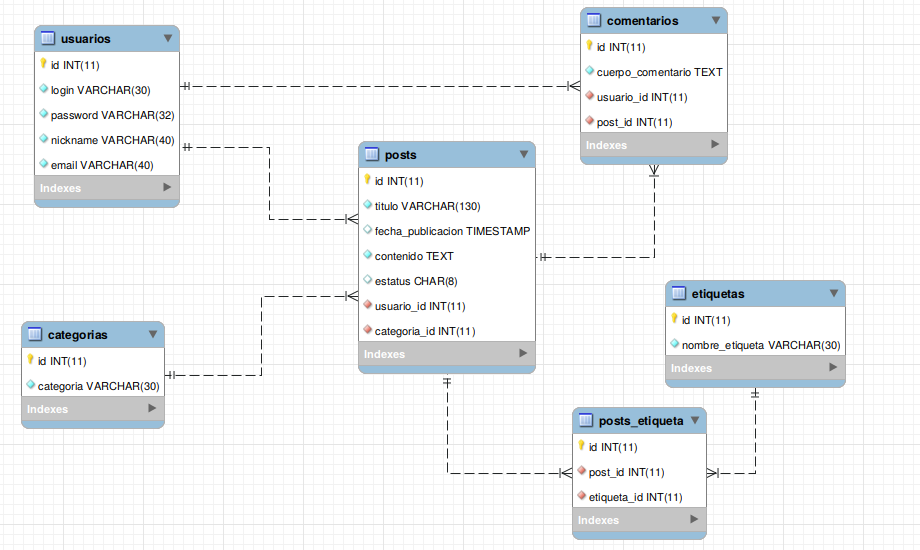 usuarios
id INT(11)
login VARCHAR(30)
password VARCHAR(32)
nickname VARCHAR(40)
email VARCHAR(40)
Indexes
comentarios
id INT(11)
cuerpo_comentario TEXT
usuario_id INT(11)
post_id INT(11)
Indexes
posts
id INT(11)
titulo VARCHAR(130)
fecha_publicacion TIMESTAMP
contenido TEXT
estatus CHAR(8)
usuario_id INT(11)
categoria_id INT(11)
Indexes
categorias
id INT(11)
categoria VARCHAR(30)
Indexes
etiquetas
id INT(11)
nombre_etiqueta VARCHAR(30)
Indexes
posts_etiqueta
id INT(11)
post_id INT(11)
etiqueta_id INT(11)
Indexes